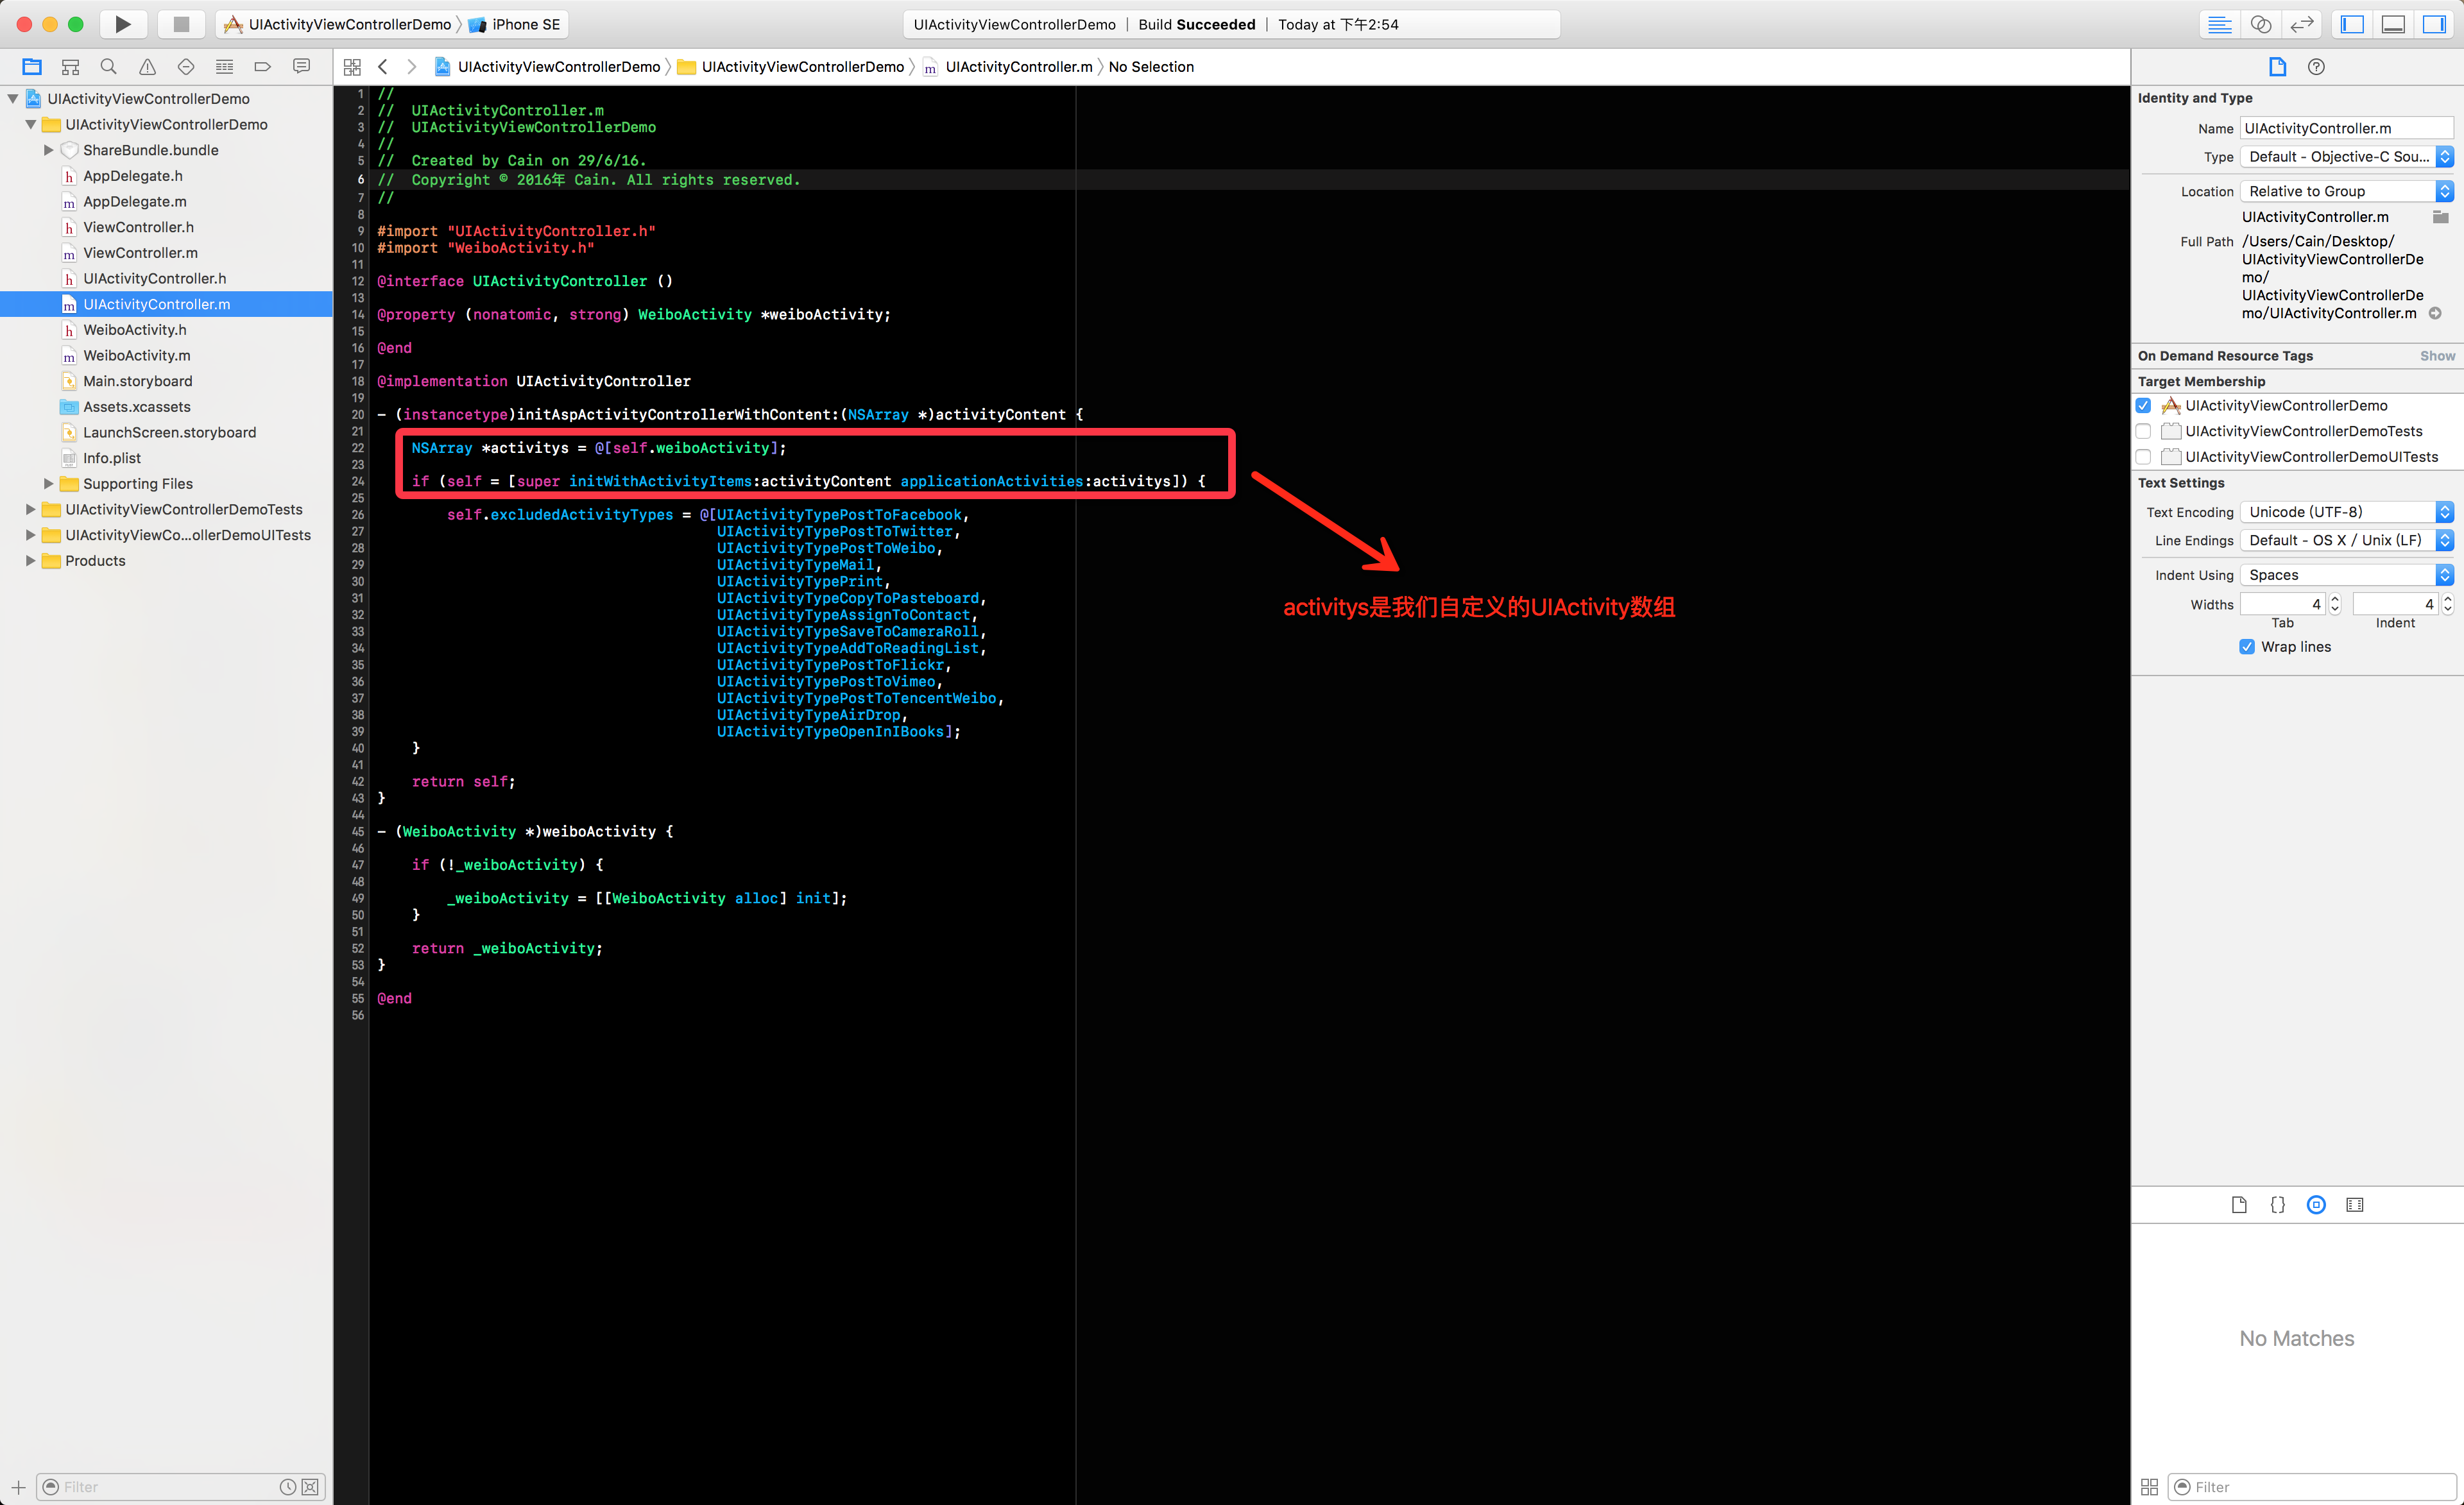 UIActivityViewControllerDemo
iPhone SE
UIActivityViewControllerDemo | Build Succeeded | Today at 下午2:54
UIActivityViewControllerDemo
UIActivityViewControllerDemo
UIActivityController.m
No Selection
UIActivityViewControllerDemo
UIActivityViewControllerDemo
ShareBundle.bundle
h AppDelegate.h
m AppDelegate.m
h ViewController.h
m ViewController.m
h UIActivityController.h
m UIActivityController.m
h WeiboActivity.h
m WeiboActivity.m
Main.storyboard
Assets.xcassets
LaunchScreen.storyboard
Info.plist
Supporting Files
UIActivityViewControllerDemoTests
UIActivityViewCo...ollerDemoUITests
Products
Filter
1 //
2 //  UIActivityController.m
3 //  UIActivityViewControllerDemo
4 //
5 //  Created by Cain on 29/6/16.
6 //  Copyright © 2016年 Cain. All rights reserved.
7 //
8
9 #import "UIActivityController.h"
10 #import "WeiboActivity.h"
11
12 @interface UIActivityController ()
13
14 @property (nonatomic, strong) WeiboActivity *weiboActivity;
15
16 @end
17
18 @implementation UIActivityController
19
20 - (instancetype)initAspActivityControllerWithContent:(NSArray *)activityContent {
21
22     NSArray *activitys = @[self.weiboActivity];
23
24     if (self = [super initWithActivityItems:activityContent applicationActivities:activitys]) {
25
26         self.excludedActivityTypes = @[UIActivityTypePostToFacebook,
27 UIActivityTypePostToTwitter,
28 UIActivityTypePostToWeibo,
29 UIActivityTypeMail,
30 UIActivityTypePrint,
31 UIActivityTypeCopyToPasteboard,
32 UIActivityTypeAssignToContact,
33 UIActivityTypeSaveToCameraRoll,
34 UIActivityTypeAddToReadingList,
35 UIActivityTypePostToFlickr,
36 UIActivityTypePostToVimeo,
37 UIActivityTypePostToTencentWeibo,
38 UIActivityTypeAirDrop,
39 UIActivityTypeOpenInIBooks];
40     }
41
42     return self;
43 }
44
45 - (WeiboActivity *)weiboActivity {
46
47     if (!_weiboActivity) {
48
49         _weiboActivity = [[WeiboActivity alloc] init];
50     }
51
52     return _weiboActivity;
53 }
54
55 @end
56
activitys是我们自定义的UIActivity数组
Identity and Type
Name UIActivityController.m
Type Default - Objective-C Sou...
Location Relative to Group
UIActivityController.m
Full Path /Users/Cain/Desktop/
UIActivityViewControllerDe
mo/
UIActivityViewControllerDe
mo/UIActivityController.m
On Demand Resource Tags Show
Target Membership
UIActivityViewControllerDemo
UIActivityViewControllerDemoTests
UIActivityViewControllerDemoUITests
Text Settings
Text Encoding Unicode (UTF-8)
Line Endings Default - OS X / Unix (LF)
Indent Using Spaces
Widths 4 4
Tab Indent
Wrap lines
{}
No Matches
Filter